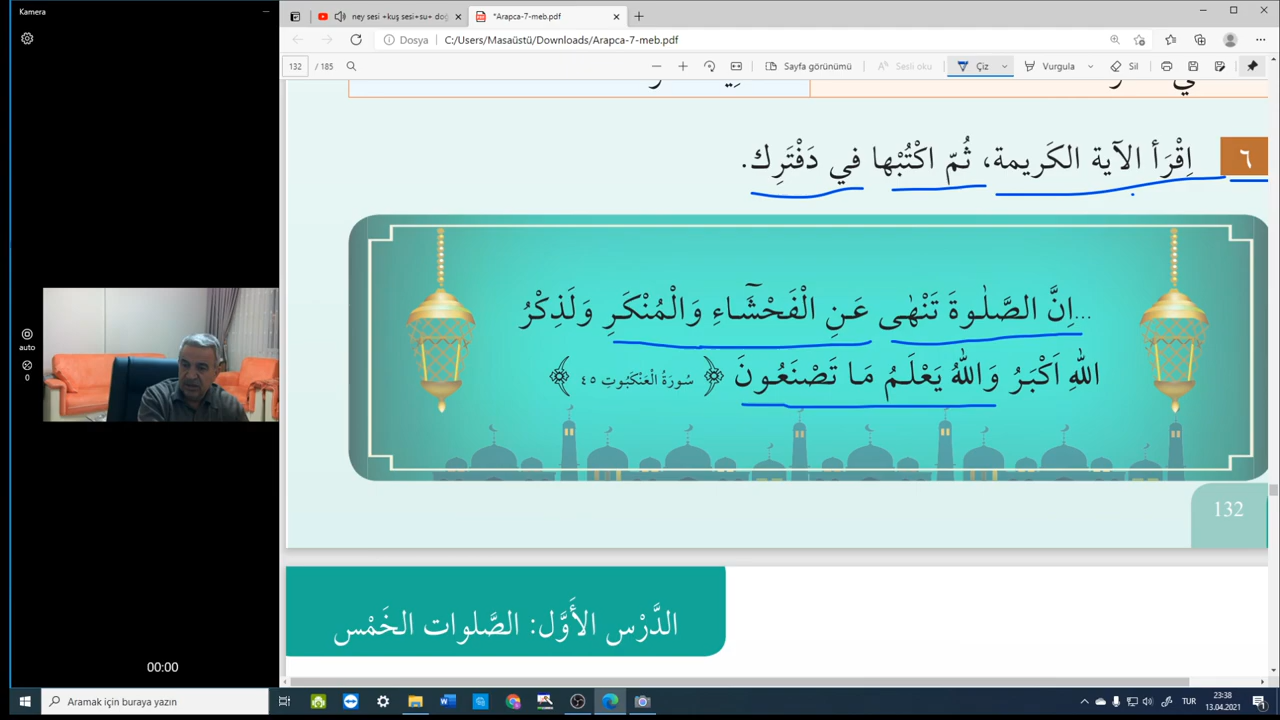 Kamera
ney sesi +kuş sesi+su+ doğ
*Arapca-7-meb.pdf
Dosya
C:/Users/Masaüstü/Downloads/Arapca-7-meb.pdf
132 / 185
Sayfa görünümü
Sesli oku
Çiz
Vurgula
Sil
٦ اِقْرَأ الآية الكَريمة، ثُمّ اكْتُبْها في دَفْتَرِك.
...اِنَّ الصَّلٰوةَ تَنْهٰى عَنِ الْفَحْشَٓاءِ وَالْمُنْكَرِ وَلَذِكْرُ
اللّٰهِ اَكْبَرُ وَاللّٰهُ يَعْلَمُ مَا تَصْنَعُونَ ﴿سُورَةُ الْعَنْكَبُوتِ ٤٥﴾
132
الدَّرْس الأَوَّل: الصَّلوات الخَمْس
auto
0
00:00
Aramak için buraya yazın
TUR
23:38
13.04.2021